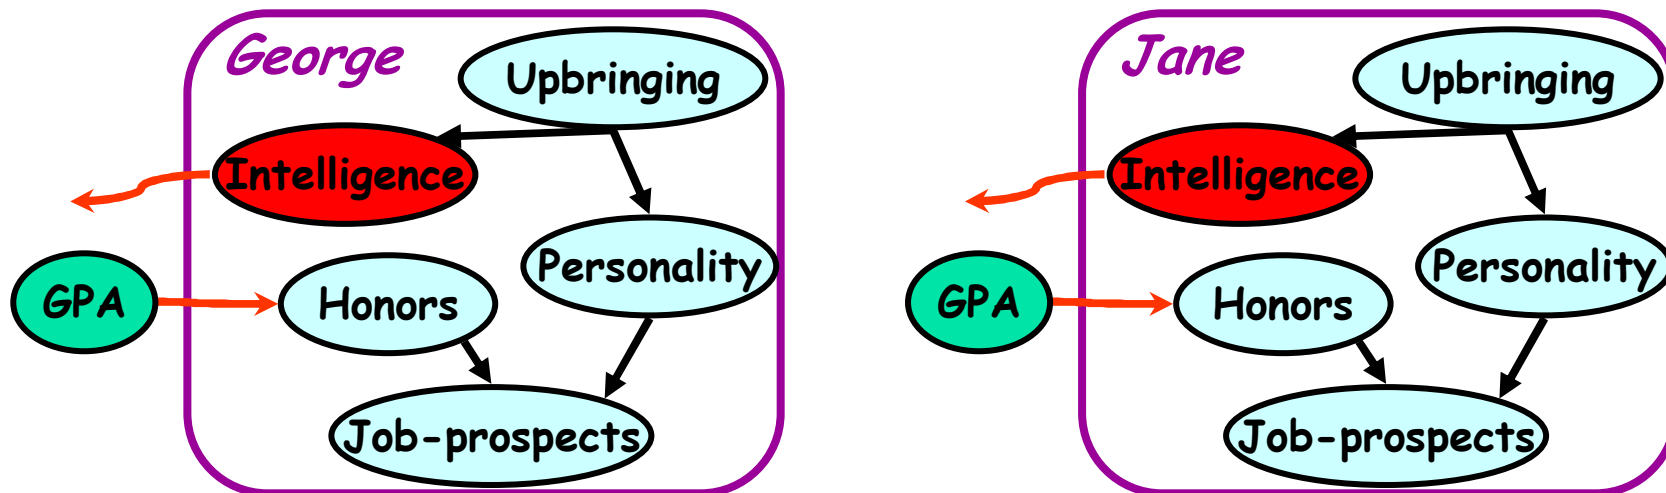 George
Upbringing
Intelligence
Personality
GPA
Honors
Job-prospects
Jane
Upbringing
Intelligence
Personality
GPA
Honors
Job-prospects